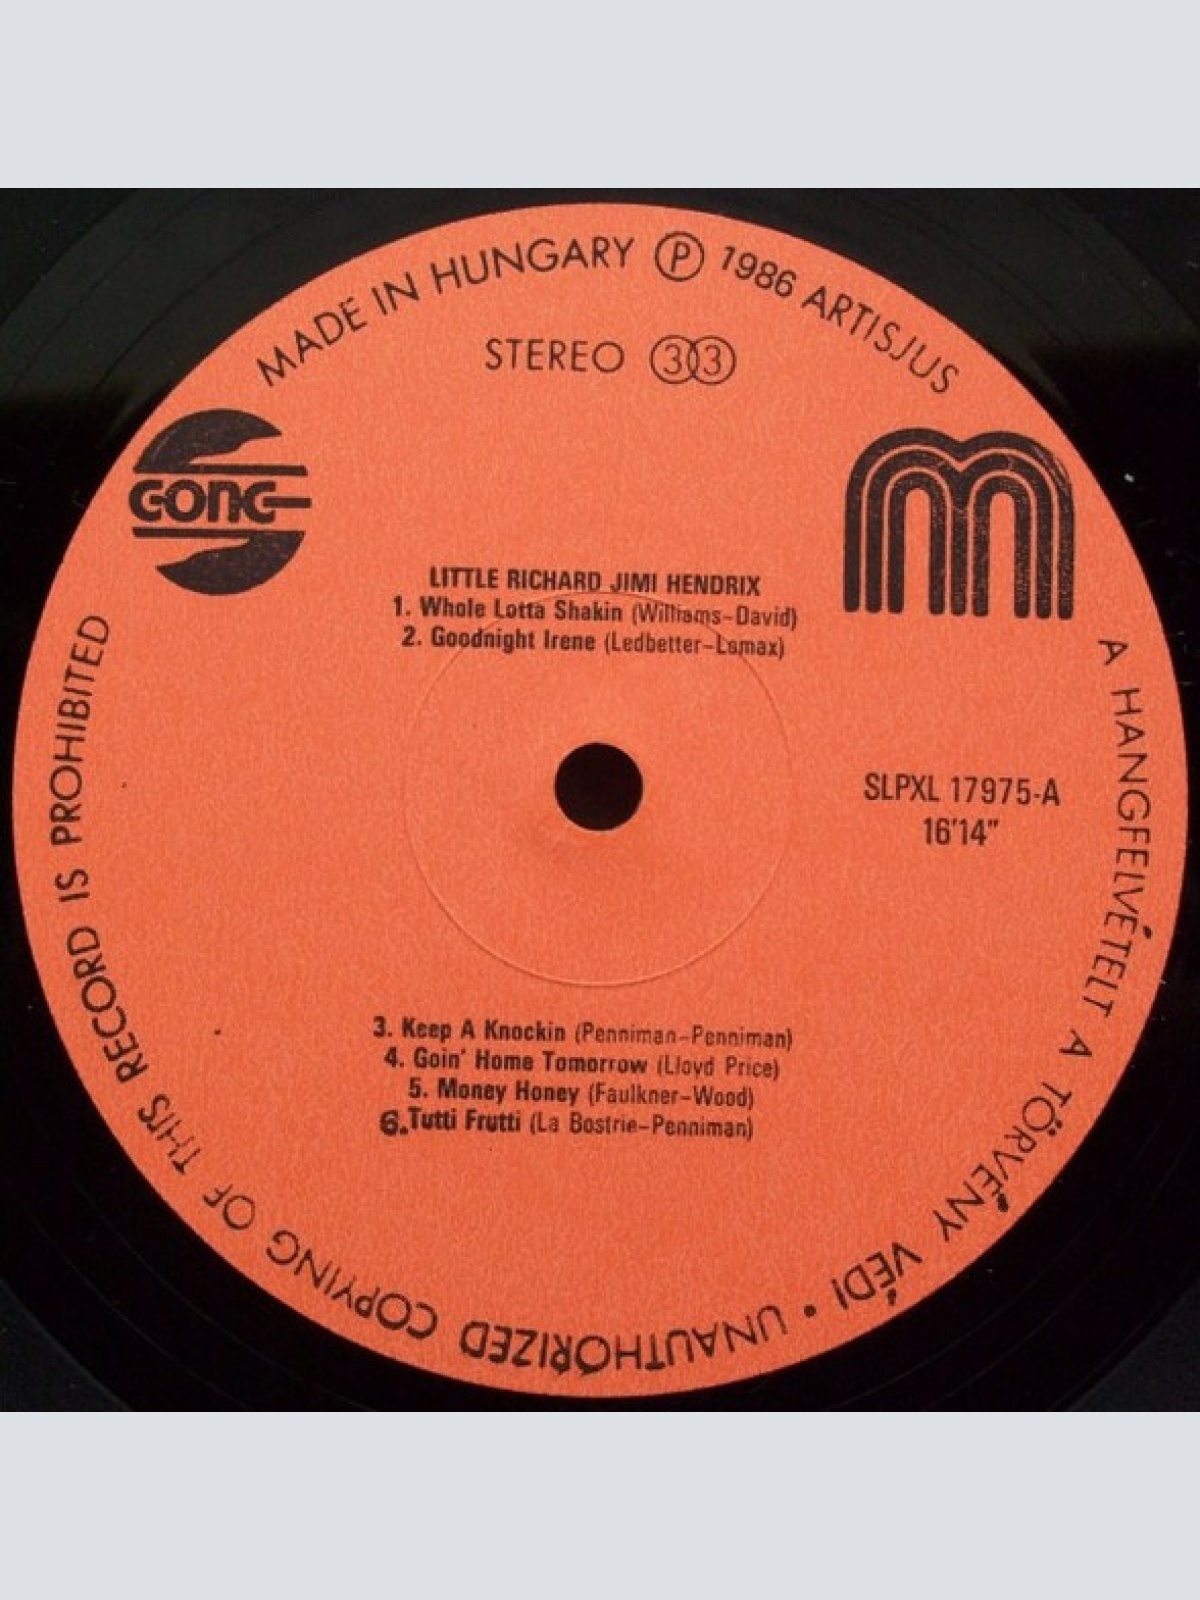 MADE IN HUNGARY Ⓟ 1986 ARTISJUS
STEREO 33
GONG
LITTLE RICHARD JIMI HENDRIX
1. Whole Lotta Shakin (Williams-David)
2. Goodnight Irene (Ledbetter-Lomax)
SLPXL 17975-A
16'14"
3. Keep A Knockin (Penniman-Penniman)
4. Goin' Home Tomorrow (Lloyd Price)
5. Money Honey (Faulkner-Wood)
6. Tutti Frutti (La Bostrie-Penniman)
A HANGFELVÉTELT A TÖRVÉNY VÉDI • UNAUTHORIZED COPYING OF THIS RECORD IS PROHIBITED